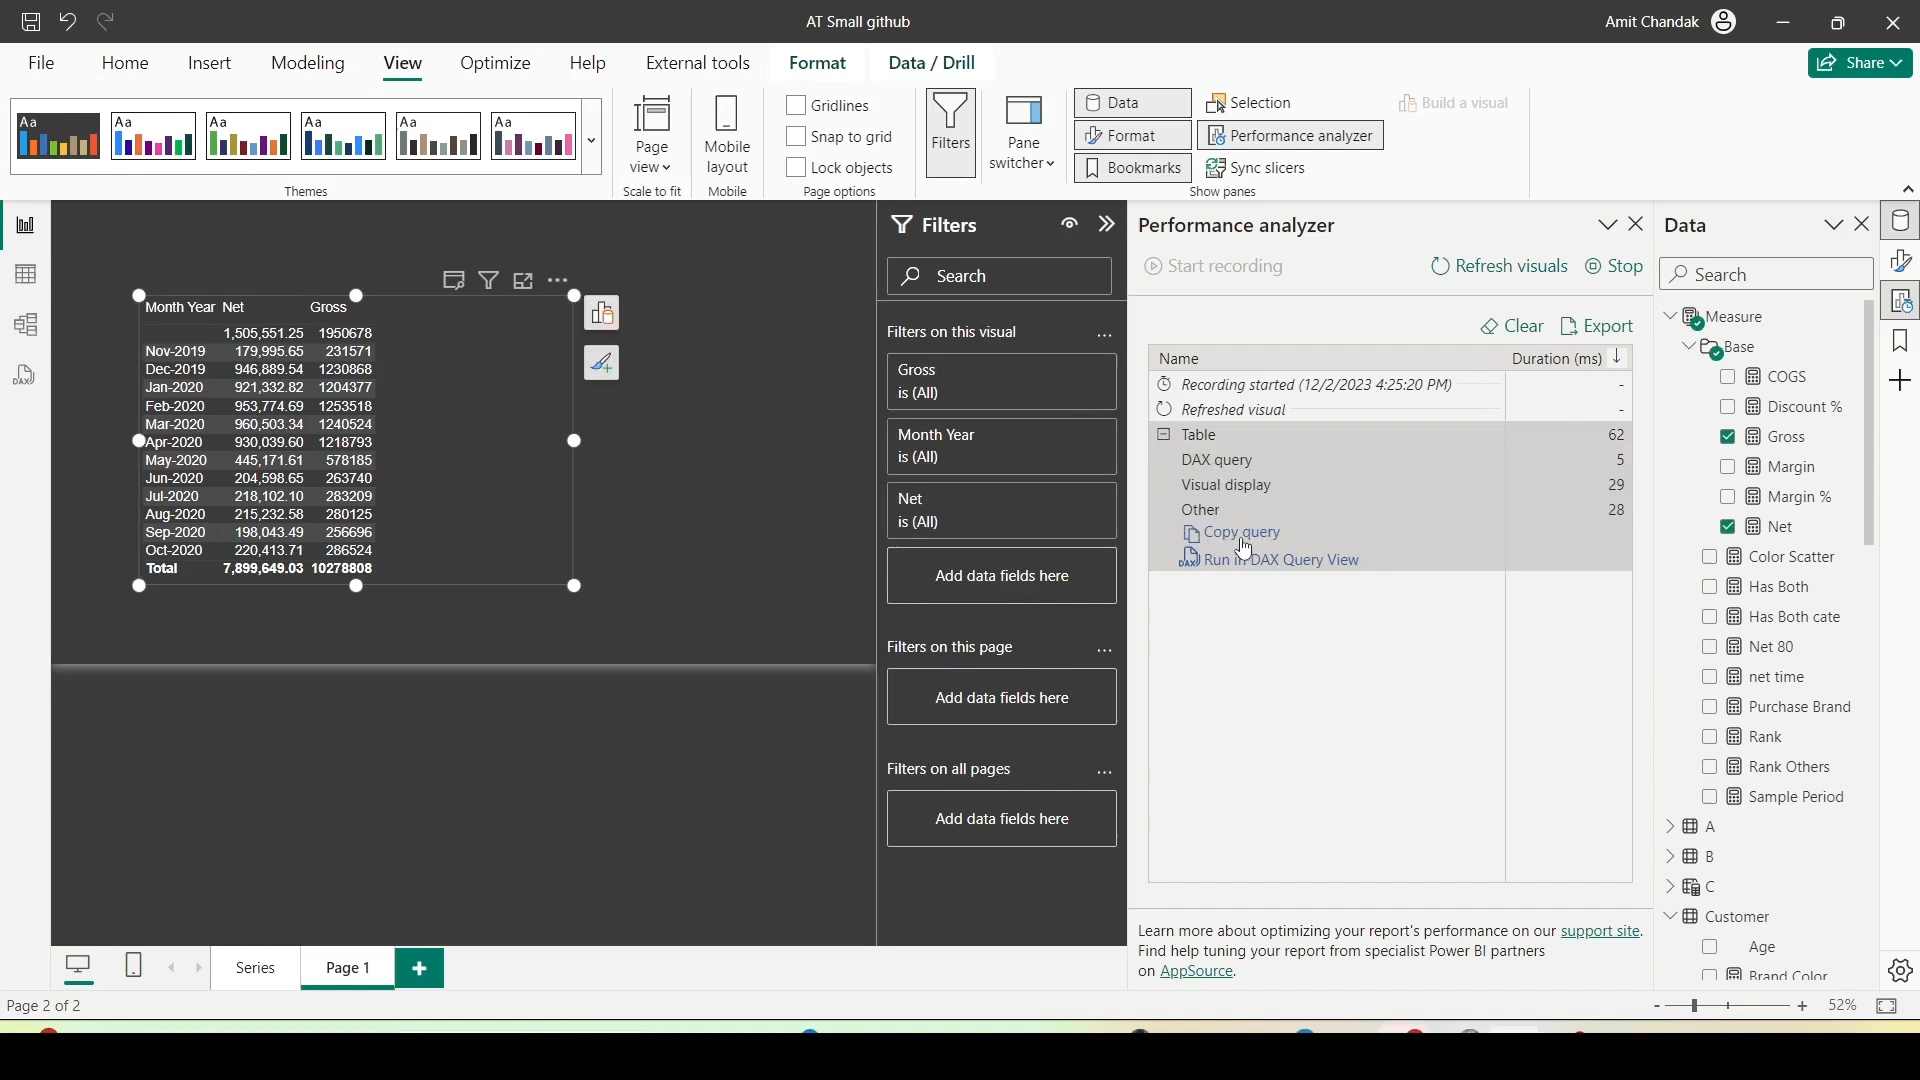 AT Small github
Amit Chandak
File Home Insert Modeling View Optimize Help External tools Format Data / Drill
Share
Aa Aa Aa Aa Aa Aa
Themes
Page view
Scale to fit
Mobile layout
Mobile
Gridlines
Snap to grid
Lock objects
Page options
Filters
Pane switcher
Data
Format
Bookmarks
Selection
Performance analyzer
Sync slicers
Show panes
Build a visual
DAX
Month Year Net Gross
1,505,551.25 1950678
Nov-2019 179,995.65 231571
Dec-2019 946,889.54 1230868
Jan-2020 921,332.82 1204377
Feb-2020 953,774.69 1253518
Mar-2020 960,503.34 1240524
Apr-2020 930,039.60 1218793
May-2020 445,171.61 578185
Jun-2020 204,598.65 263740
Jul-2020 218,102.10 283209
Aug-2020 215,232.58 280125
Sep-2020 198,043.49 256696
Oct-2020 220,413.71 286524
Total 7,899,649.03 10278808
Filters
Search
Filters on this visual
Gross
is (All)
Month Year
is (All)
Net
is (All)
Add data fields here
Filters on this page
Add data fields here
Filters on all pages
Add data fields here
Performance analyzer
Start recording Refresh visuals Stop
Clear Export
Name Duration (ms)
Recording started (12/2/2023 4:25:20 PM) -
Refreshed visual -
Table 62
DAX query 5
Visual display 29
Other 28
Copy query
DAX Run in DAX Query View
Learn more about optimizing your report's performance on our support site.
Find help tuning your report from specialist Power BI partners
on AppSource.
Data
Search
Measure
Base
COGS
Discount %
Gross
Margin
Margin %
Net
Color Scatter
Has Both
Has Both cate
Net 80
net time
Purchase Brand
Rank
Rank Others
Sample Period
A
B
C
Customer
Age
Brand Color
Series Page 1
Page 2 of 2
- + 52%